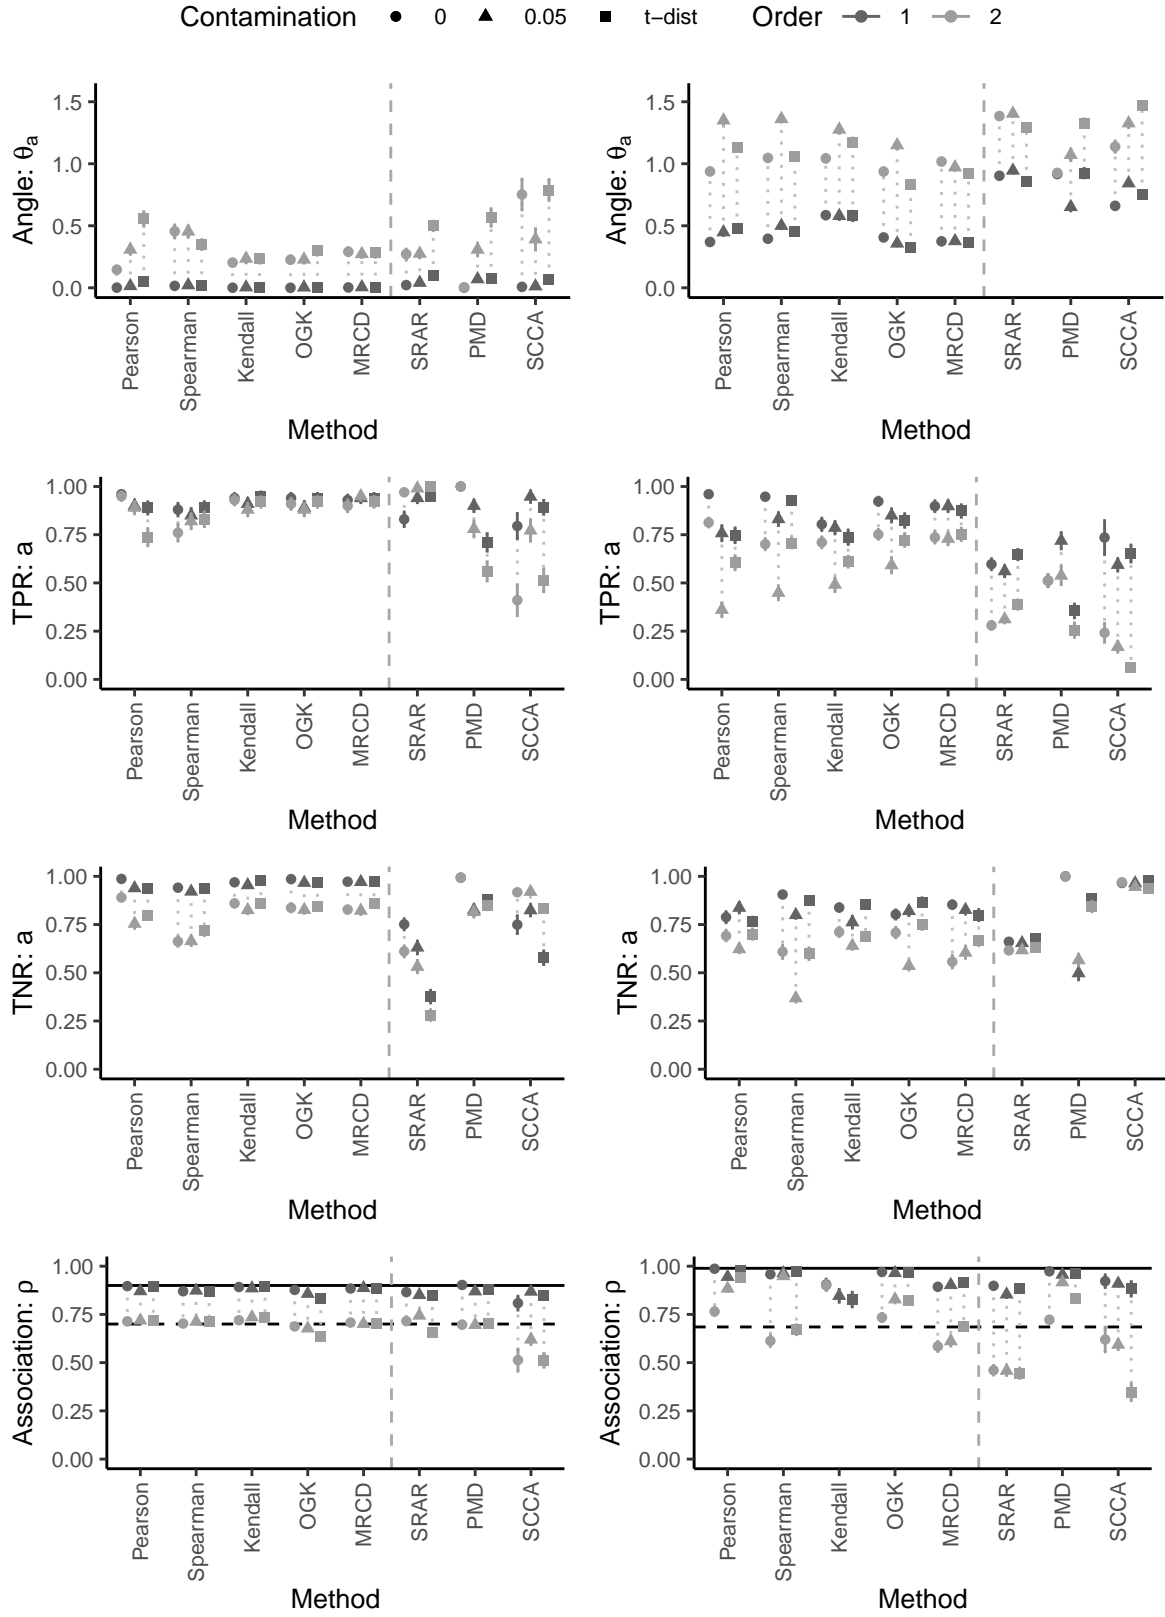 Contamination 0 0.05 t−dist Order 1 2
Angle: θa
1.5
1.0
0.5
0.0
Pearson
Spearman
Kendall
OGK
MRCD
SRAR
PMD
SCCA
Method
Angle: θa
1.5
1.0
0.5
0.0
Pearson
Spearman
Kendall
OGK
MRCD
SRAR
PMD
SCCA
Method
TPR: a
1.00
0.75
0.50
0.25
0.00
Pearson
Spearman
Kendall
OGK
MRCD
SRAR
PMD
SCCA
Method
TPR: a
1.00
0.75
0.50
0.25
0.00
Pearson
Spearman
Kendall
OGK
MRCD
SRAR
PMD
SCCA
Method
TNR: a
1.00
0.75
0.50
0.25
0.00
Pearson
Spearman
Kendall
OGK
MRCD
SRAR
PMD
SCCA
Method
TNR: a
1.00
0.75
0.50
0.25
0.00
Pearson
Spearman
Kendall
OGK
MRCD
SRAR
PMD
SCCA
Method
Association: ρ
1.00
0.75
0.50
0.25
0.00
Pearson
Spearman
Kendall
OGK
MRCD
SRAR
PMD
SCCA
Method
Association: ρ
1.00
0.75
0.50
0.25
0.00
Pearson
Spearman
Kendall
OGK
MRCD
SRAR
PMD
SCCA
Method